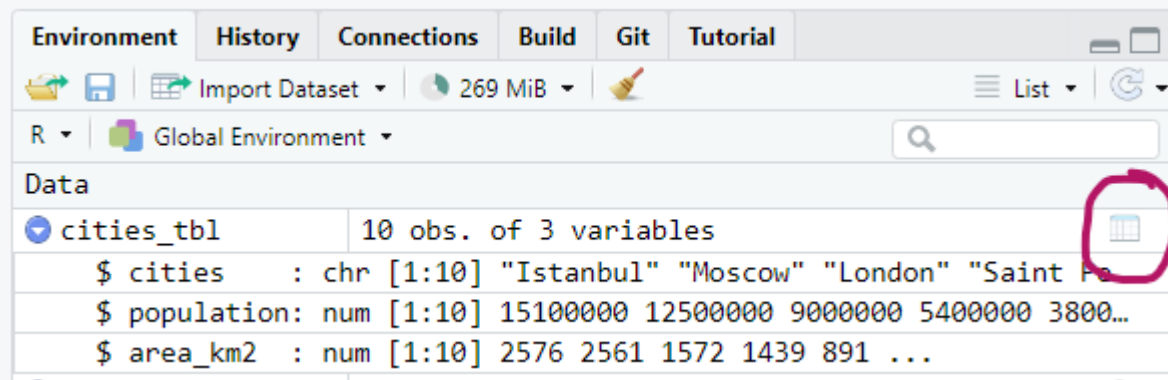 Environment History Connections Build Git Tutorial
Import Dataset 269 MiB List
R Global Environment
Data
cities_tbl 10 obs. of 3 variables
$ cities : chr [1:10] "Istanbul" "Moscow" "London" "Saint Pe…
$ population: num [1:10] 15100000 12500000 9000000 5400000 3800…
$ area_km2 : num [1:10] 2576 2561 1572 1439 891 ...